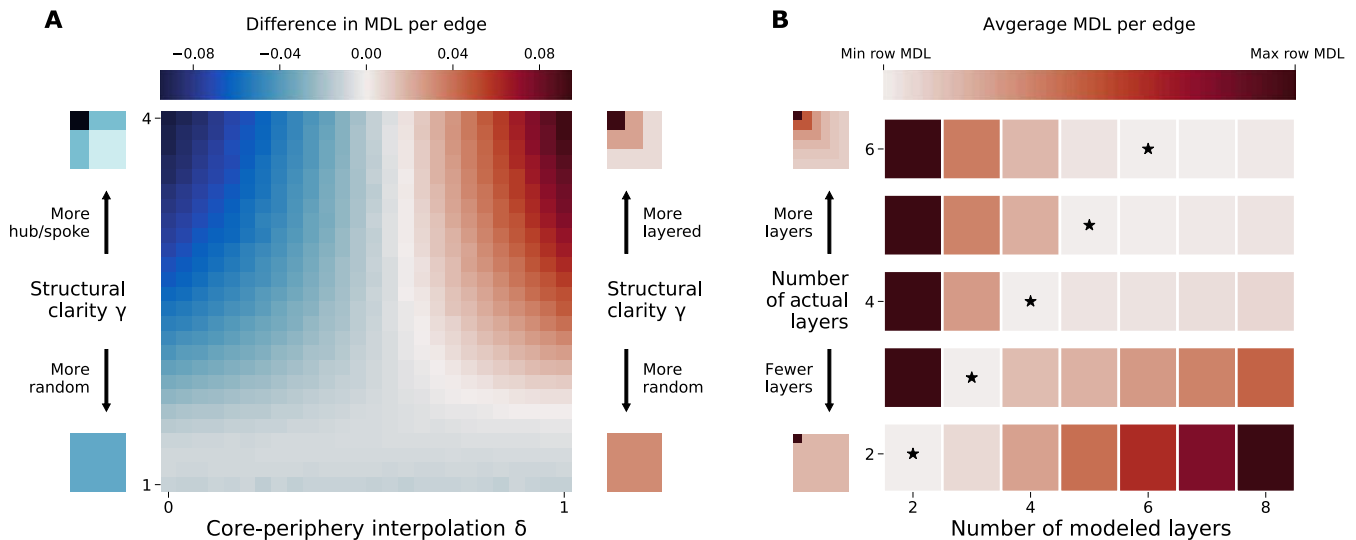 A
Difference in MDL per edge
−0.08 −0.04 0.00 0.04 0.08
4
1
0 1
Core-periphery interpolation δ
More
hub/spoke
Structural
clarity γ
More
random
More
layered
Structural
clarity γ
More
random
B
Avgerage MDL per edge
Min row MDL Max row MDL
More
layers
Number
of actual
layers
Fewer
layers
6
4
2
2 4 6 8
Number of modeled layers